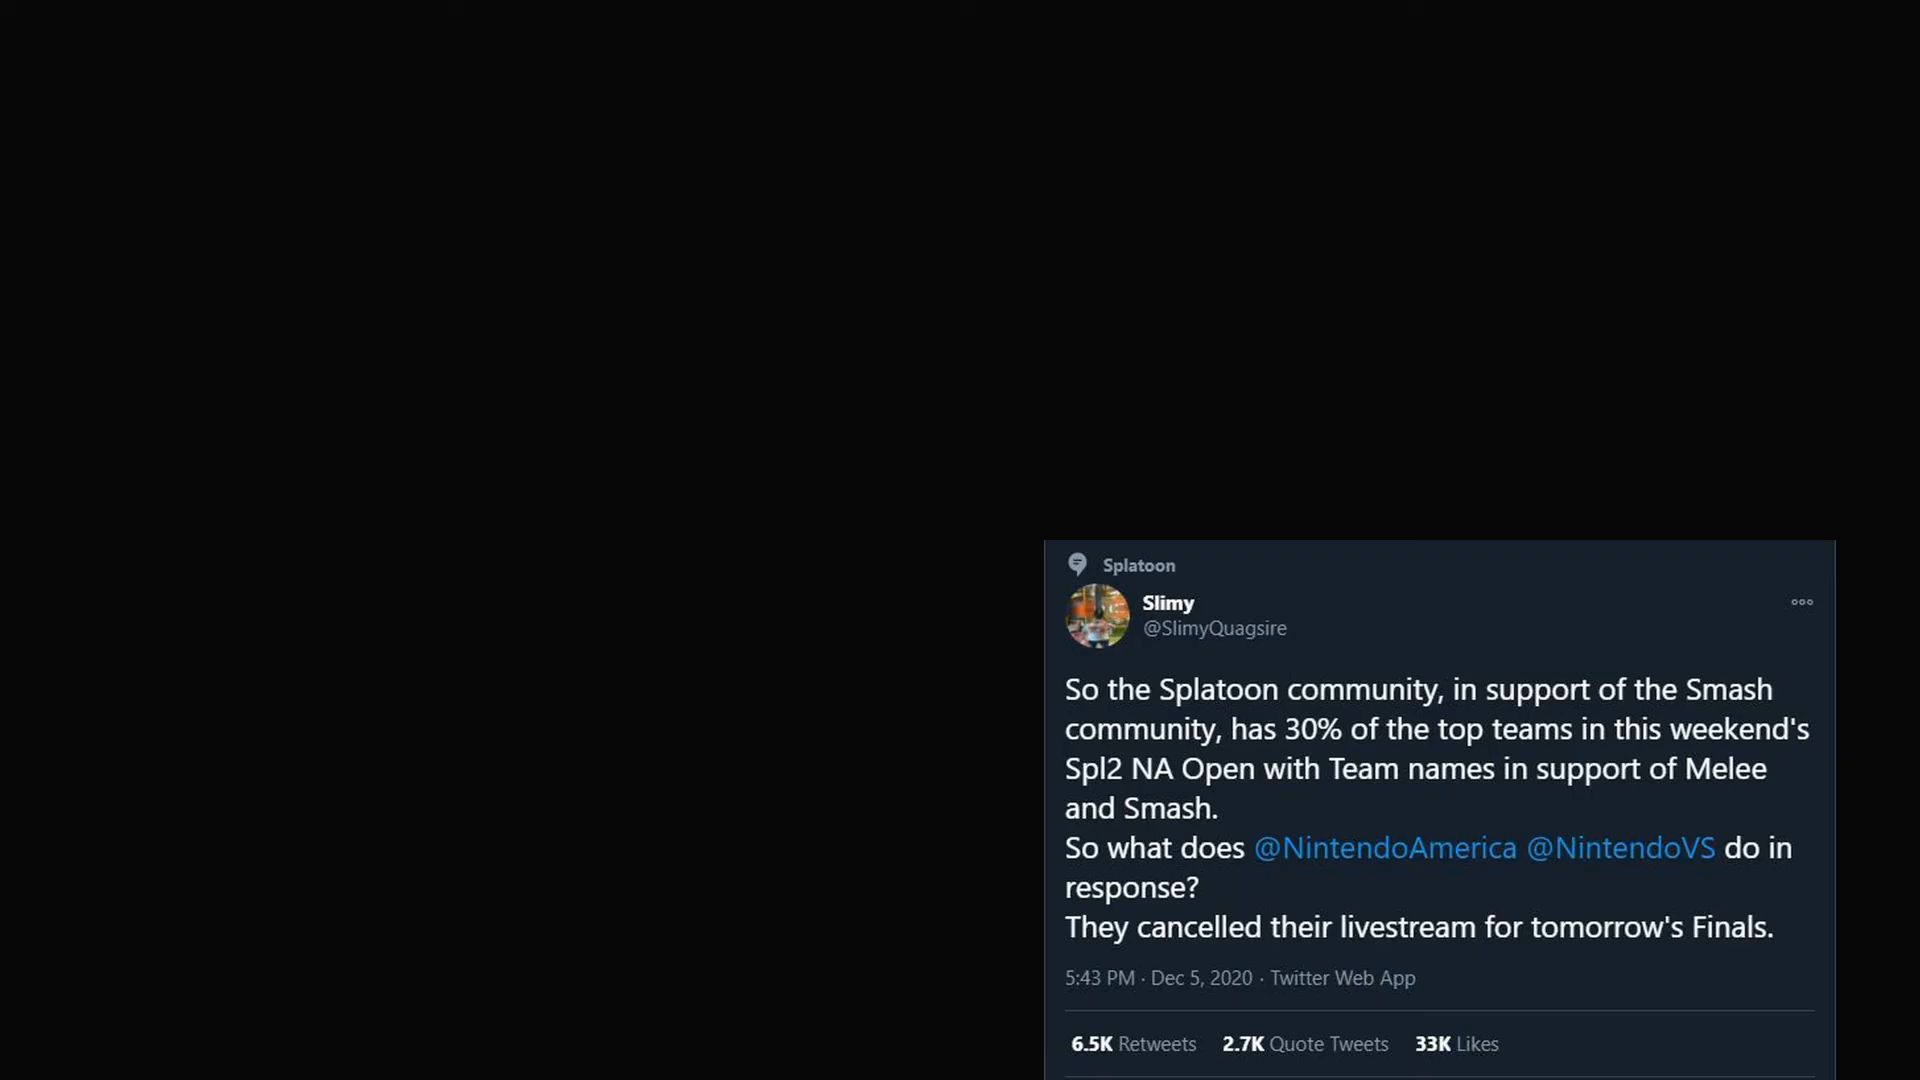 Splatoon
Slimy
@SlimyQuagsire
So the Splatoon community, in support of the Smash
community, has 30% of the top teams in this weekend's
Spl2 NA Open with Team names in support of Melee
and Smash.
So what does @NintendoAmerica @NintendoVS do in
response?
They cancelled their livestream for tomorrow's Finals.
5:43 PM · Dec 5, 2020 · Twitter Web App
6.5K Retweets 2.7K Quote Tweets 33K Likes